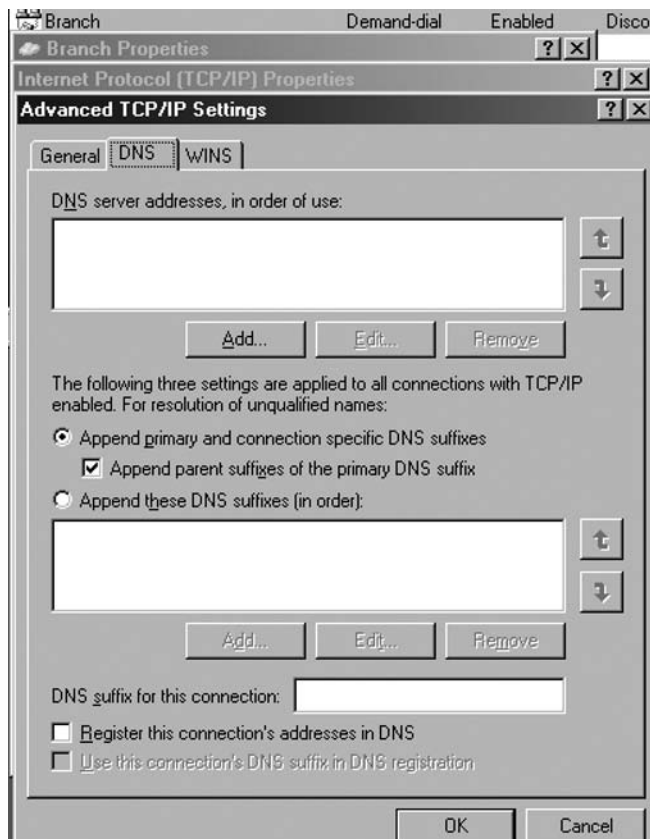 Branch Demand-dial Enabled Disco
Branch Properties
Internet Protocol (TCP/IP) Properties
Advanced TCP/IP Settings
General DNS WINS
DNS server addresses, in order of use:
Add... Edit... Remove
The following three settings are applied to all connections with TCP/IP
enabled. For resolution of unqualified names:
Append primary and connection specific DNS suffixes
Append parent suffixes of the primary DNS suffix
Append these DNS suffixes (in order):
Add... Edit... Remove
DNS suffix for this connection:
Register this connection's addresses in DNS
Use this connection's DNS suffix in DNS registration
OK Cancel